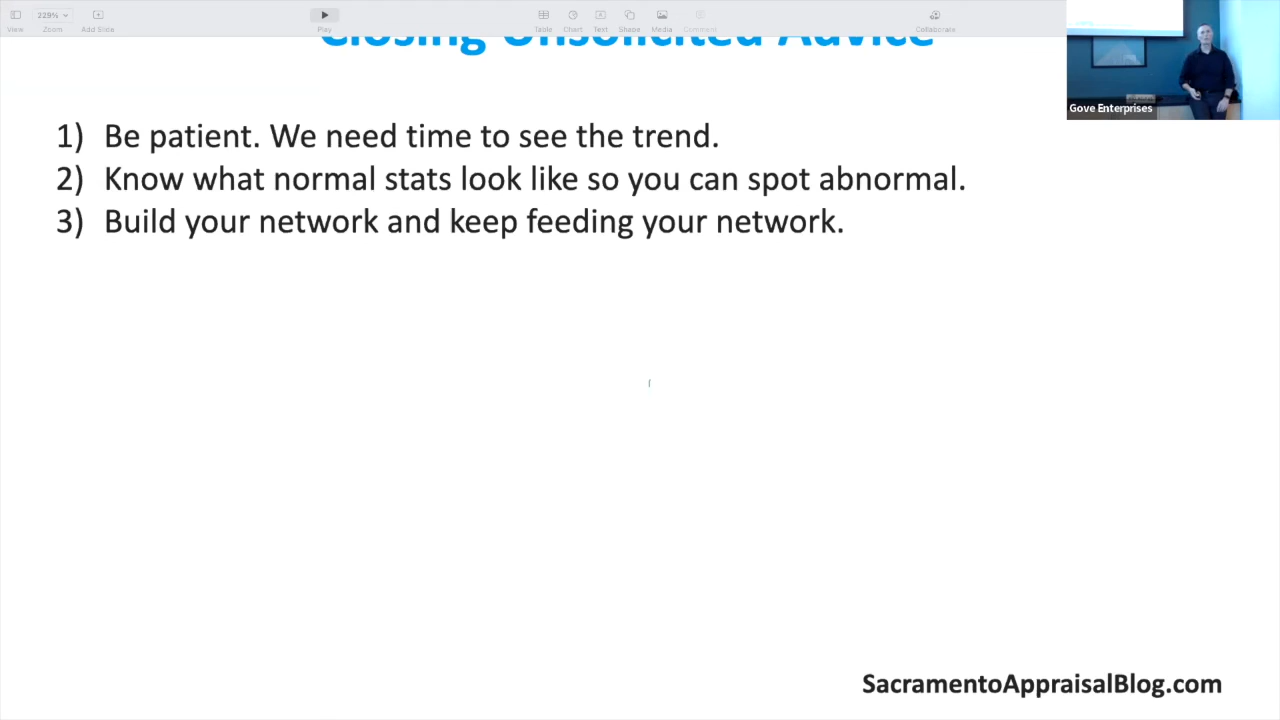 View
229%
Zoom
Add Slide
Play
Table
Chart
Text
Shape
Media
Comment
Collaborate
Closing Unsolicited Advice
Gove Enterprises
1) Be patient. We need time to see the trend.
2) Know what normal stats look like so you can spot abnormal.
3) Build your network and keep feeding your network.
SacramentoAppraisalBlog.com